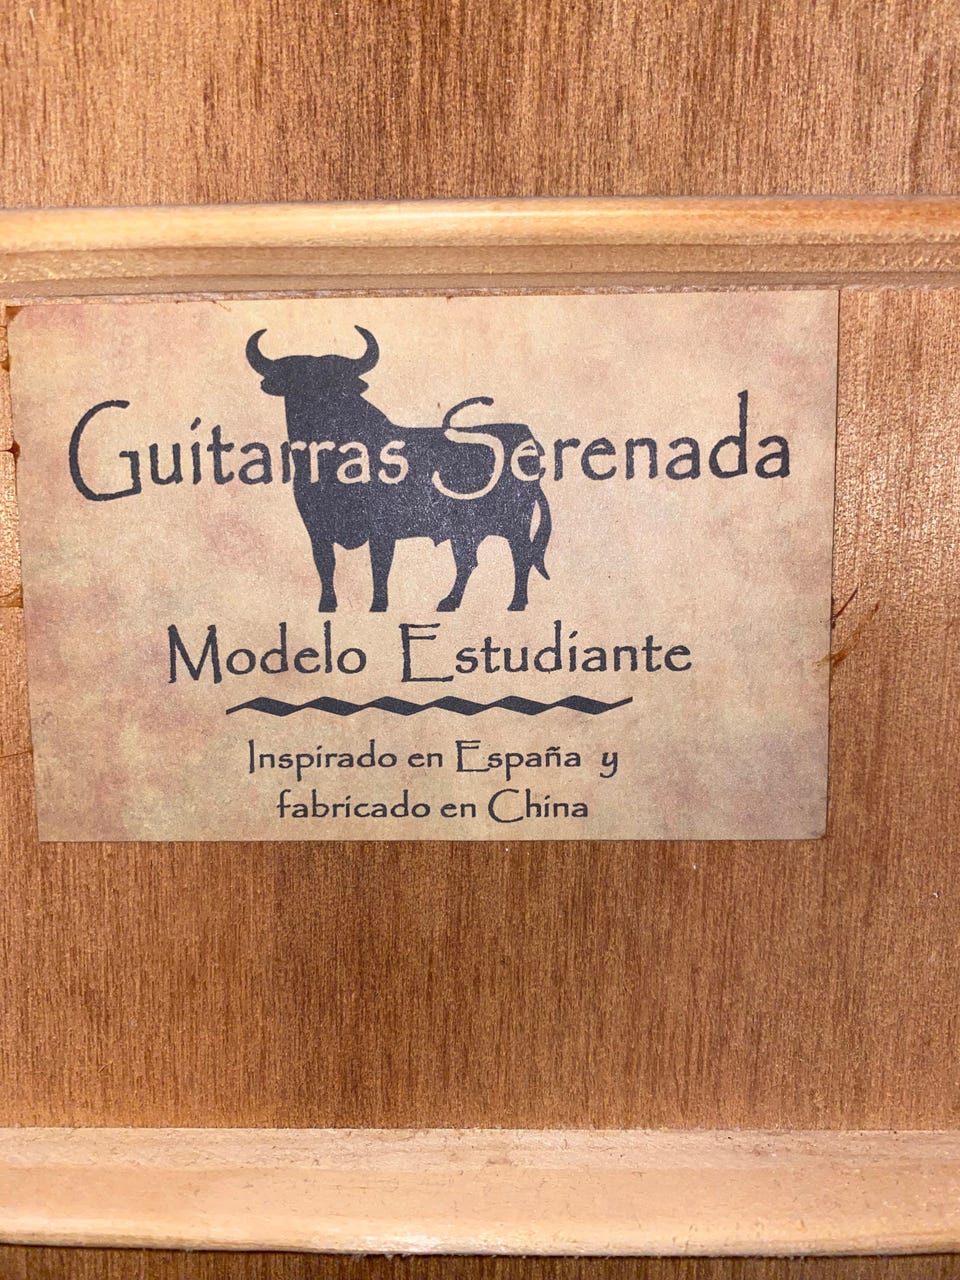 Guitarras Serenada
Modelo Estudiante
Inspirado en España y
fabricado en China